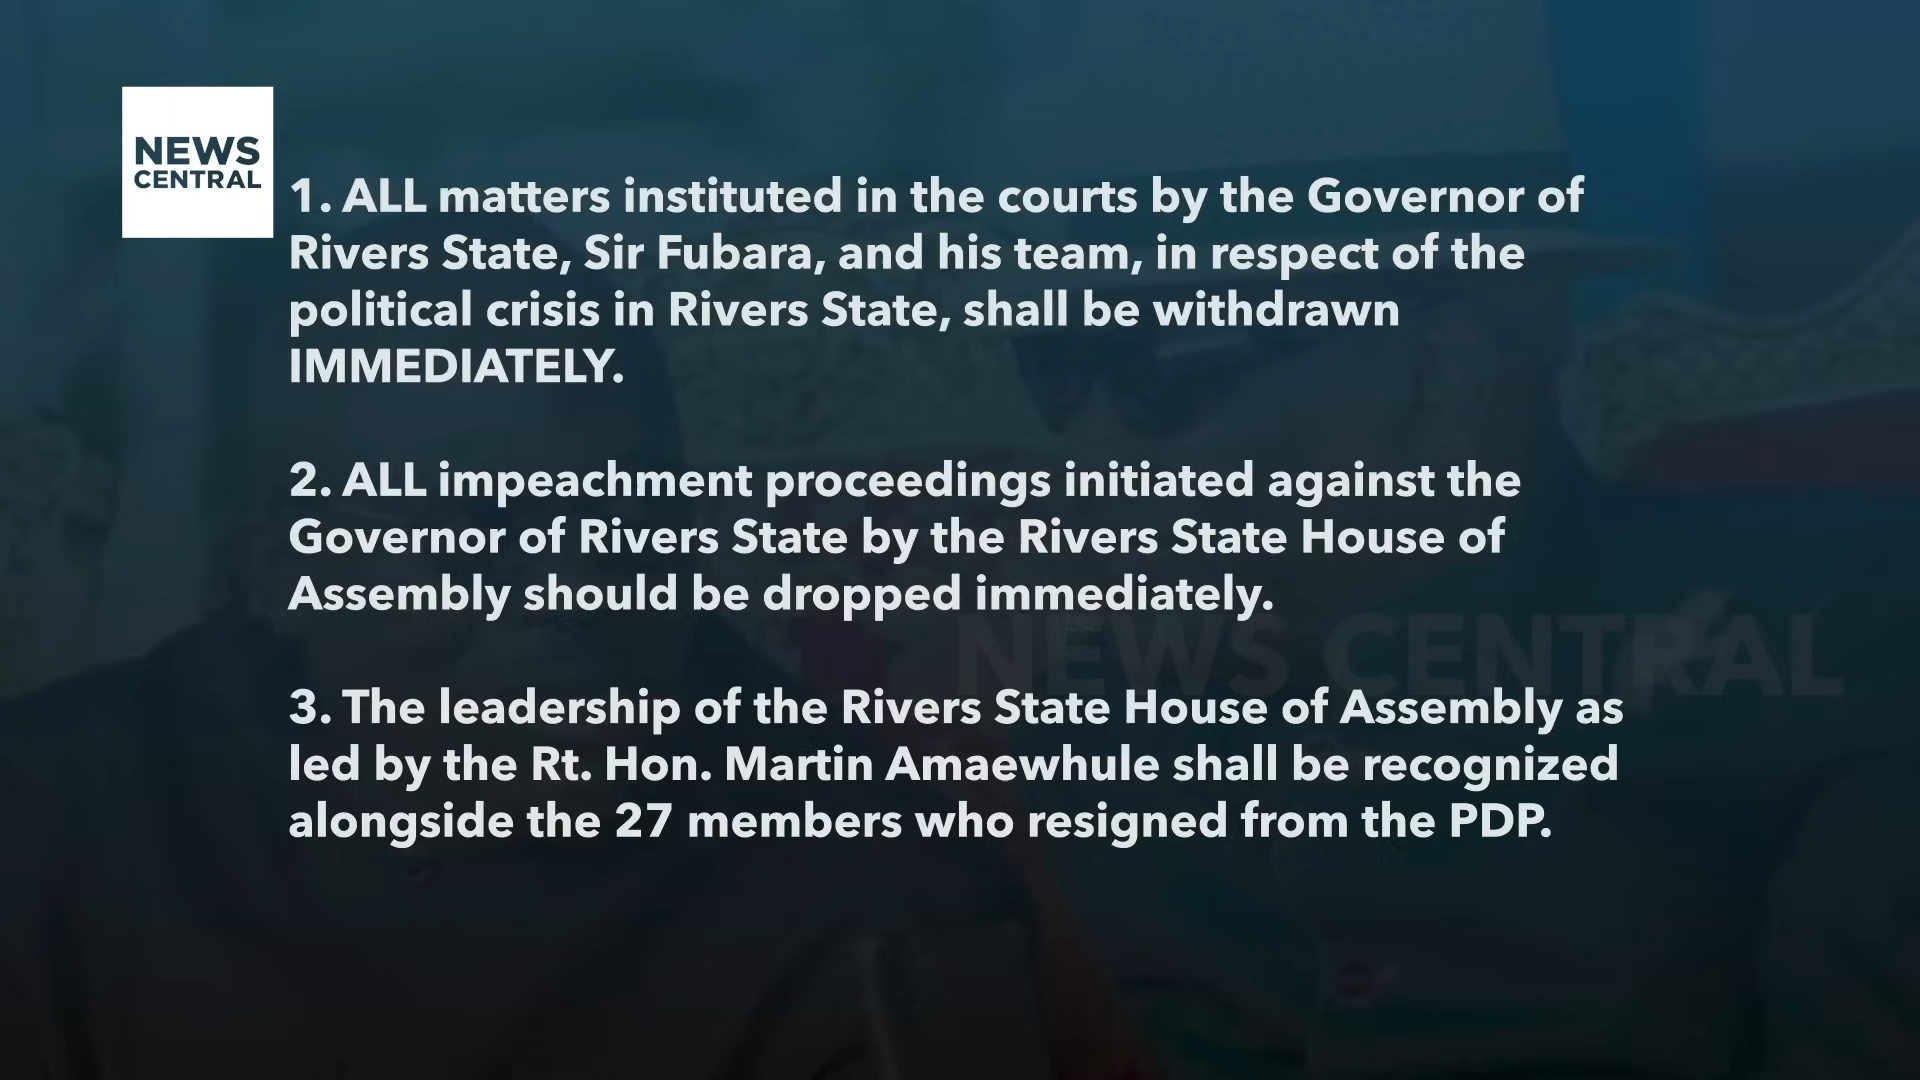 NEWS
CENTRAL
1. ALL matters instituted in the courts by the Governor of
Rivers State, Sir Fubara, and his team, in respect of the
political crisis in Rivers State, shall be withdrawn
IMMEDIATELY.
2. ALL impeachment proceedings initiated against the
Governor of Rivers State by the Rivers State House of
Assembly should be dropped immediately.
NEWS CENTRAL
3. The leadership of the Rivers State House of Assembly as
led by the Rt. Hon. Martin Amaewhule shall be recognized
alongside the 27 members who resigned from the PDP.